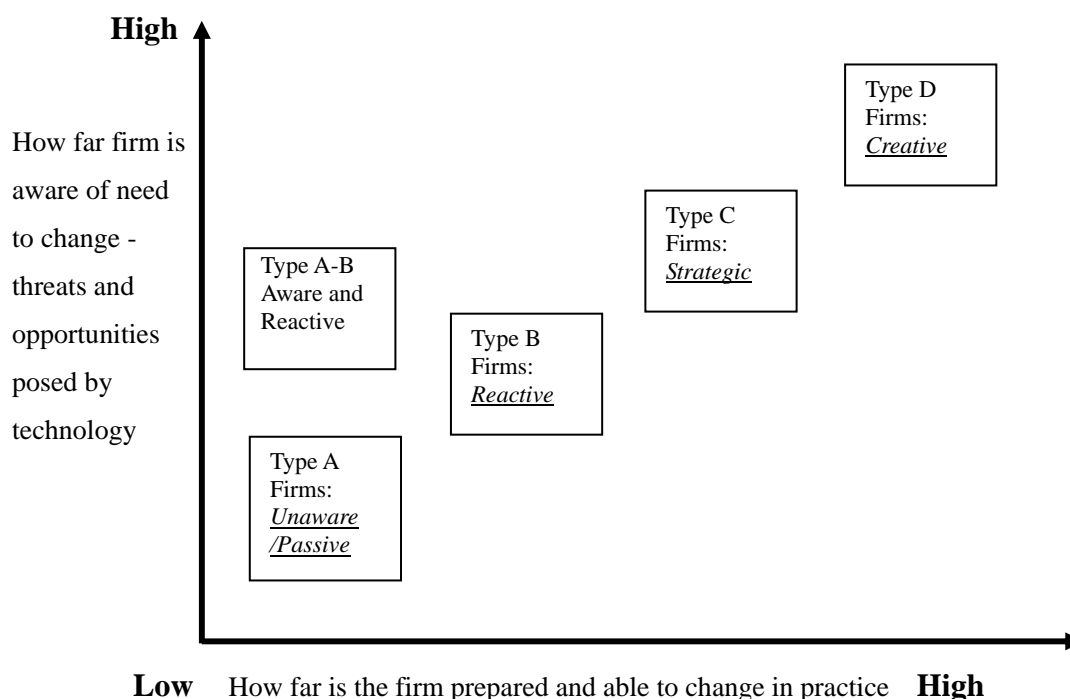 High
How far firm is
aware of need
to change -
threats and
opportunities
posed by
technology
Type D
Firms:
Creative
Type C
Firms:
Strategic
Type A-B
Aware and
Reactive
Type B
Firms:
Reactive
Type A
Firms:
Unaware
/Passive
Low How far is the firm prepared and able to change in practice High